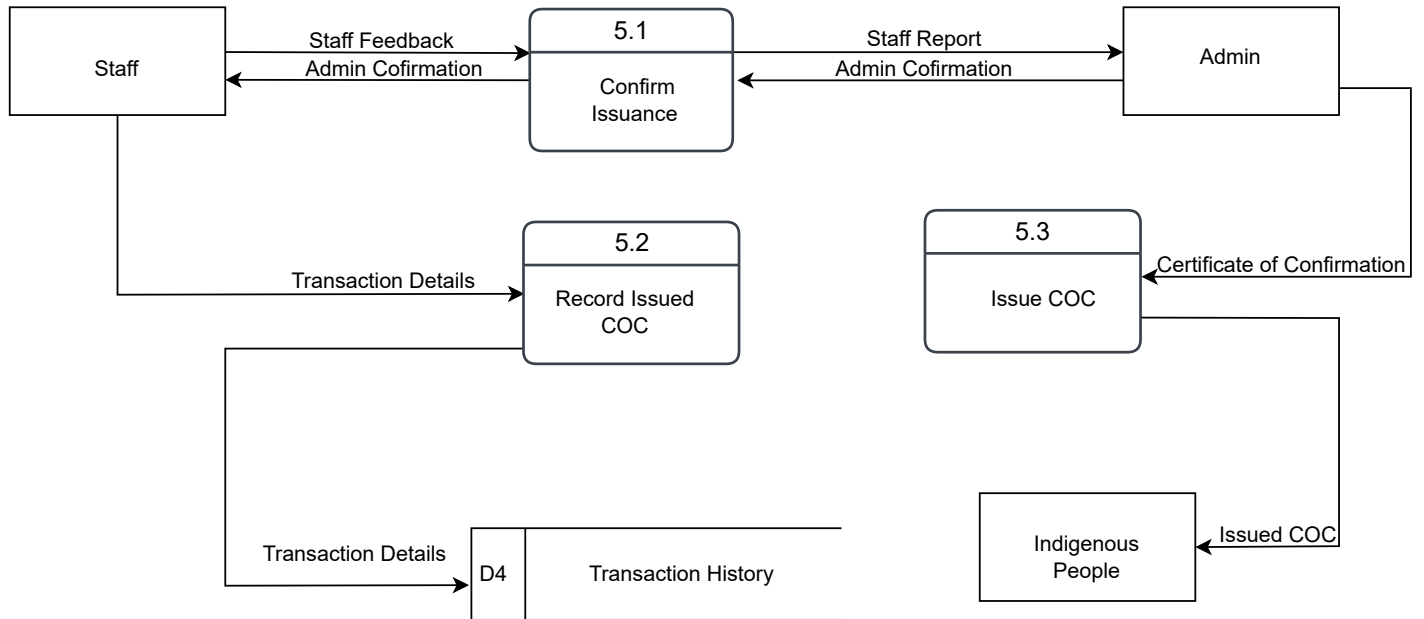 Staff
Staff Feedback
Admin Cofirmation
5.1
Confirm
Issuance
Staff Report
Admin Cofirmation
Admin
Transaction Details
5.2
Record Issued
COC
5.3
Issue COC
Certificate of Confirmation
Transaction Details
D4
Transaction History
Indigenous
People
Issued COC